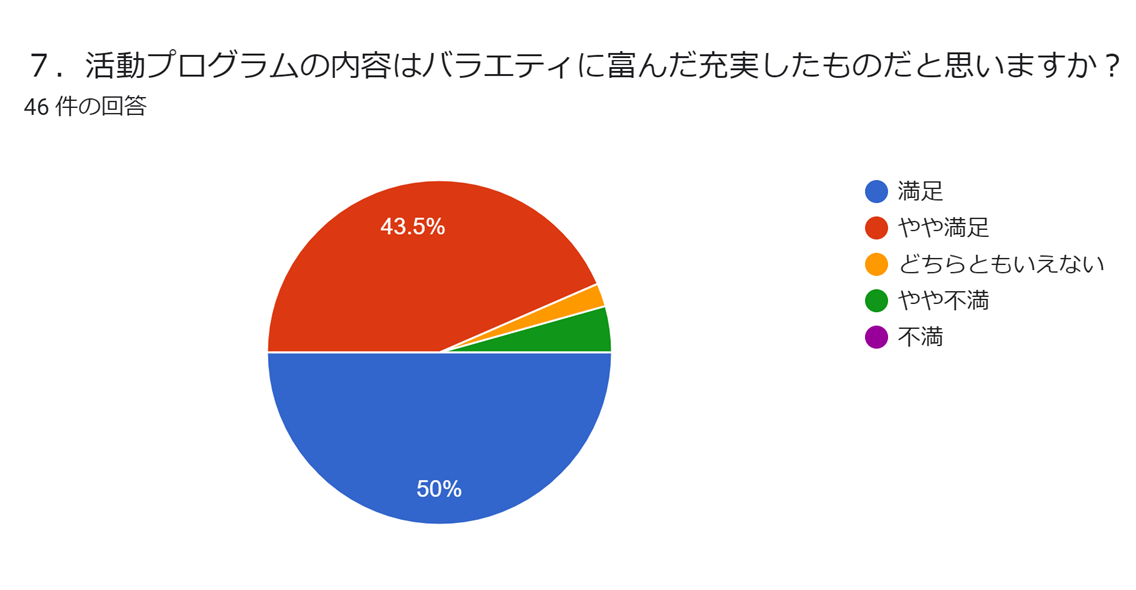 ７．活動プログラムの内容はバラエティに富んだ充実したものだと思いますか？
46 件の回答
43.5%
50%
満足
やや満足
どちらともいえない
やや不満
不満